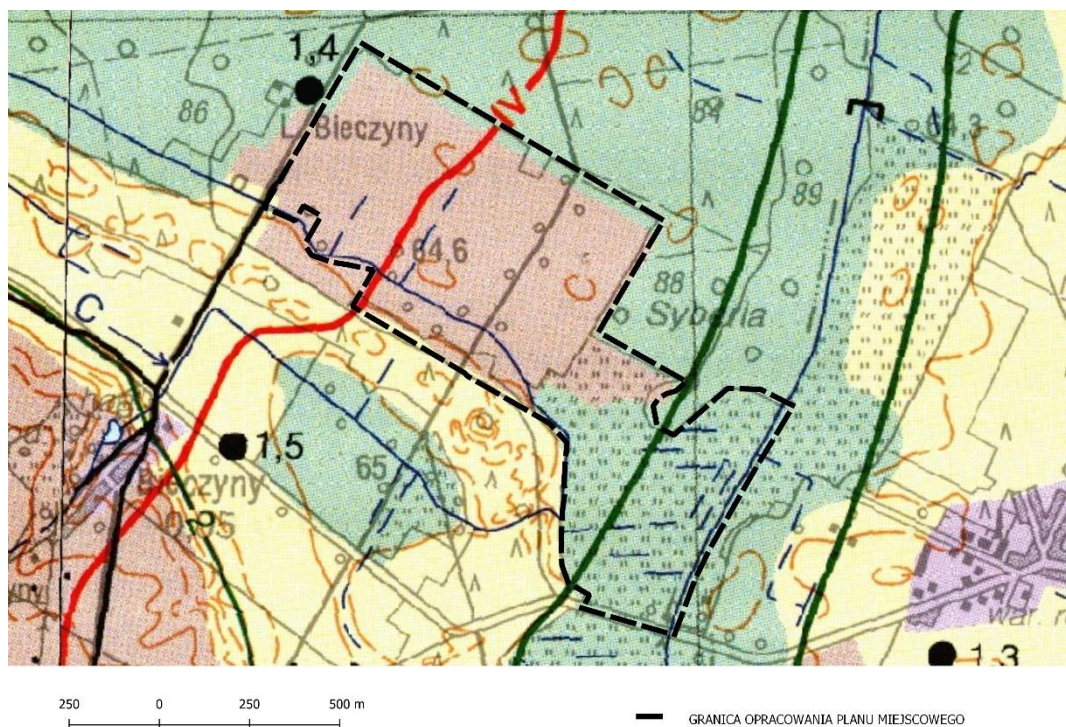 1,4
86
L. Bieczyny
IV
84
64,3
89
84,6
88
Syberia
C
1,5
65
Bieczyny
1,3
250 0 250 500 m
GRANICA OPRACOWANIA PLANU MIEJSCOWEGO